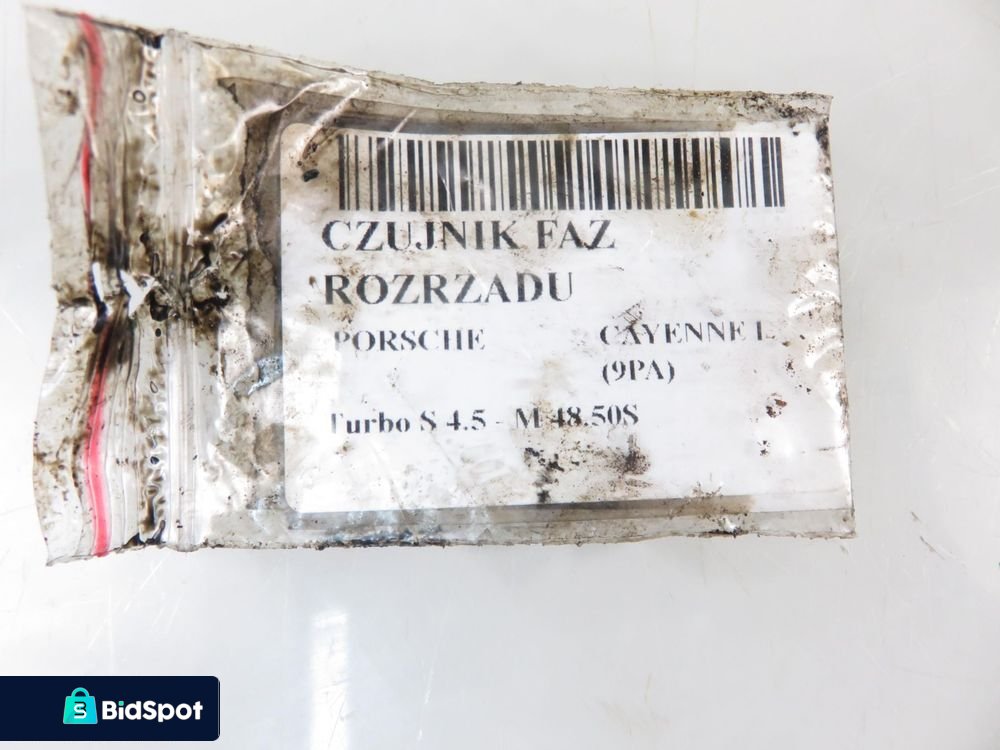 CZUJNIK FAZ
ROZRZADU
PORSCHE CAYENNE I.
(9PA)
Turbo S 4.5 - M 48.50S
BidSpot